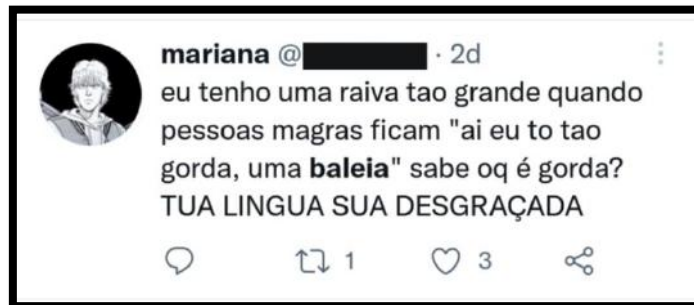 mariana @ · 2d
eu tenho uma raiva tao grande quando
pessoas magras ficam "ai eu to tao
gorda, uma baleia" sabe oq é gorda?
TUA LINGUA SUA DESGRAÇADA
1 3